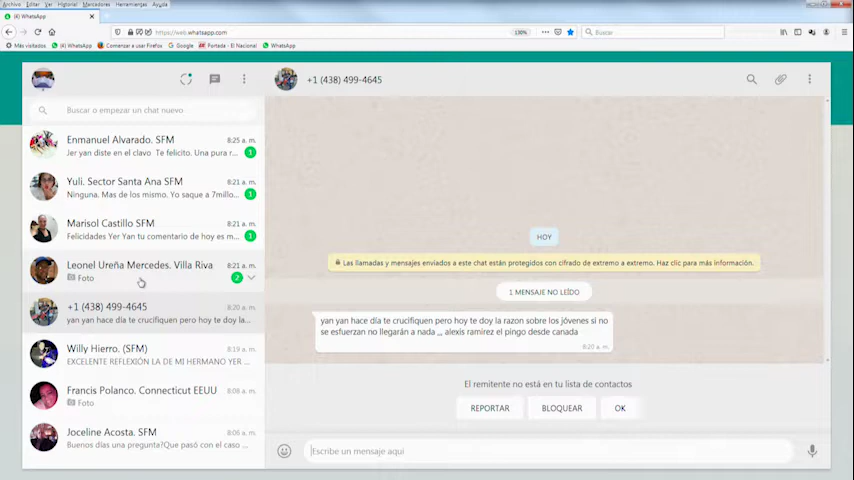 Archivo Editar Ver Historial Marcadores Herramientas Ayuda
(4) WhatsApp
https://web.whatsapp.com
130%
Buscar
Más visitados (4) WhatsApp Comenzar a usar Firefox Google Portada - El Nacional WhatsApp
+1 (438) 499-4645
Buscar o empezar un chat nuevo
Enmanuel Alvarado. SFM 8:25 a. m.
Jer yan diste en el clavo Te felicito. Una pura r... 1
Yuli. Sector Santa Ana SFM 8:21 a. m.
Ninguna. Mas de los mismo. Yo saque a 7millo... 1
Marisol Castillo SFM 8:21 a. m.
Felicidades Yer Yan tu comentario de hoy es m... 1
Leonel Ureña Mercedes. Villa Riva 8:21 a. m.
Foto 2
+1 (438) 499-4645 8:20 a. m.
yan yan hace día te crucifiquen pero hoy te doy la...
Willy Hierro. (SFM) 8:19 a. m.
EXCELENTE REFLEXIÓN LA DE MI HERMANO YER ...
Francis Polanco. Connecticut EEUU 8:08 a. m.
Foto
Joceline Acosta. SFM 8:06 a. m.
Buenos días una pregunta?Que pasó con el caso ...
HOY
Las llamadas y mensajes enviados a este chat están protegidos con cifrado de extremo a extremo. Haz clic para más información.
1 MENSAJE NO LEÍDO
yan yan hace día te crucifiquen pero hoy te doy la razon sobre los jóvenes si no
se esfuerzan no llegarán a nada ,,, alexis ramírez el pingo desde canada
8:20 a. m.
El remitente no está en tu lista de contactos
REPORTAR BLOQUEAR OK
Escribe un mensaje aquí